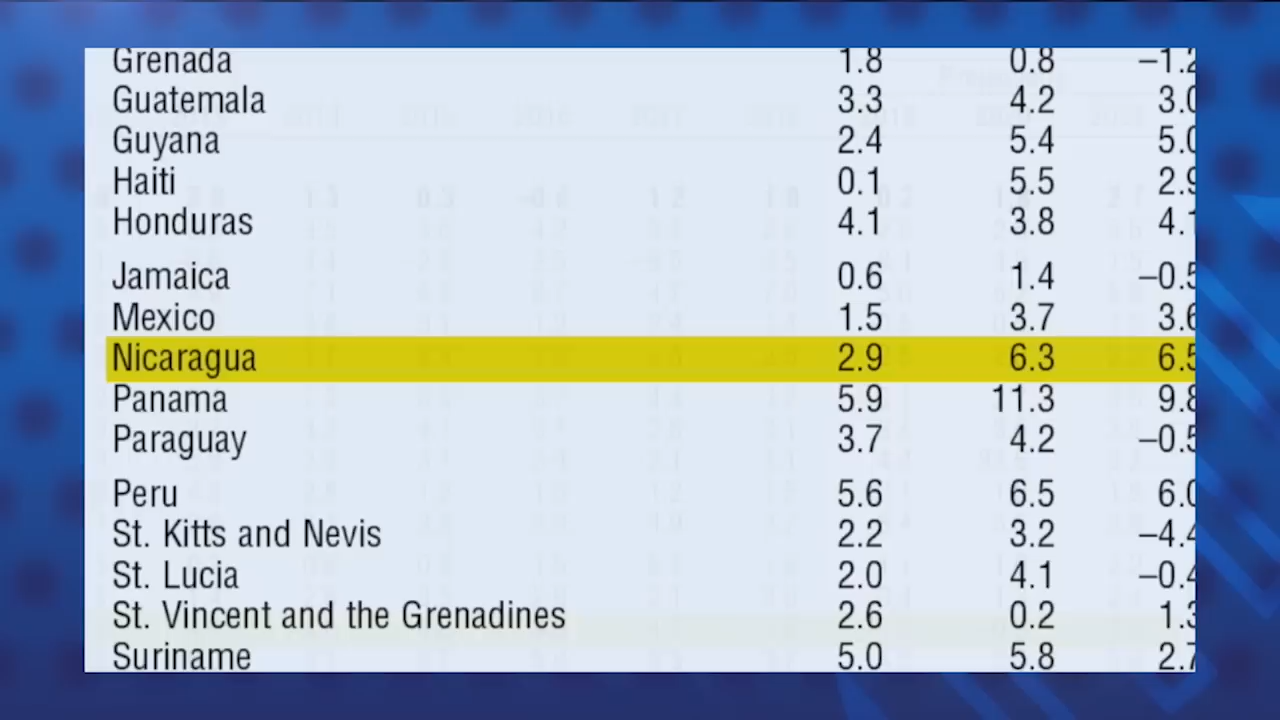 Grenada 1.8 0.8 –1.2
Guatemala 3.3 4.2 3.0
Guyana 2.4 5.4 5.0
Haiti 0.1 5.5 2.9
Honduras 4.1 3.8 4.1
Jamaica 0.6 1.4 –0.5
Mexico 1.5 3.7 3.6
Nicaragua 2.9 6.3 6.5
Panama 5.9 11.3 9.8
Paraguay 3.7 4.2 –0.5
Peru 5.6 6.5 6.0
St. Kitts and Nevis 2.2 3.2 –4.4
St. Lucia 2.0 4.1 –0.4
St. Vincent and the Grenadines 2.6 0.2 1.3
Suriname 5.0 5.8 2.7